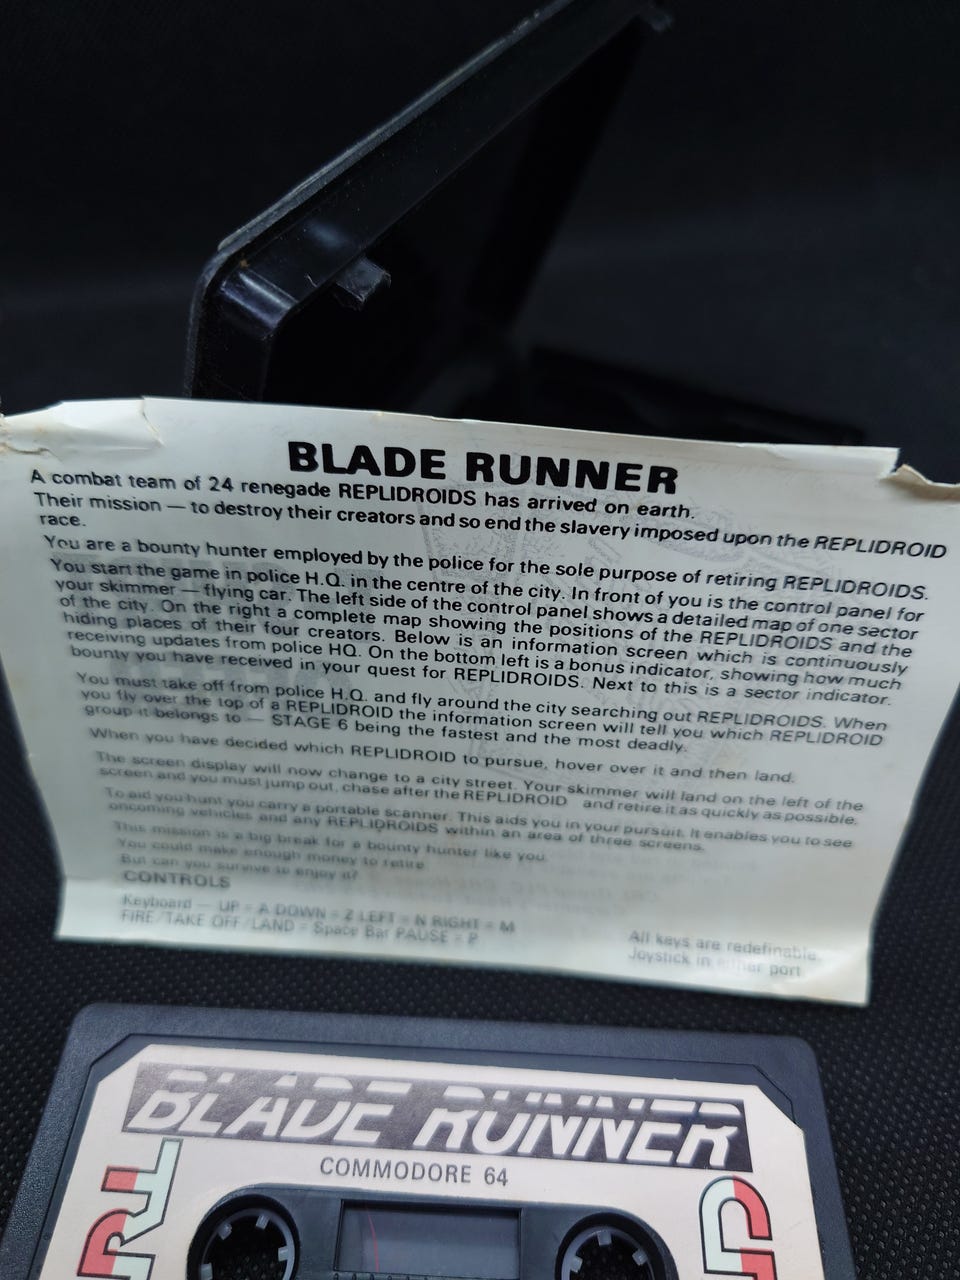 BLADE RUNNER
A combat team of 24 renegade REPLIDROIDS has arrived on earth.
Their mission — to destroy their creators and so end the slavery imposed upon the REPLIDROID
race.
You are a bounty hunter employed by the police for the sole purpose of retiring REPLIDROIDS.
You start the game in police H.Q. in the centre of the city. In front of you is the control panel for
your skimmer — flying car. The left side of the control panel shows a detailed map of one sector
of the city. On the right a complete map showing the positions of the REPLIDROIDS and the
hiding places of their four creators. Below is an information screen which is continuously
receiving updates from police HQ. On the bottom left is a bonus indicator, showing how much
bounty you have received in your quest for REPLIDROIDS. Next to this is a sector indicator.
You must take off from police H.Q. and fly around the city searching out REPLIDROIDS. When
you fly over the top of a REPLIDROID the information screen will tell you which REPLIDROID
group it belongs to — STAGE 6 being the fastest and the most deadly.
When you have decided which REPLIDROID to pursue, hover over it and then land.
The screen display will now change to a city street. Your skimmer will land on the left of the
screen and you must jump out, chase after the REPLIDROID and retire it as quickly as possible.
To aid you hunt you carry a portable scanner. This aids you in your pursuit. It enables you to see
oncoming vehicles and any REPLIDROIDS within an area of three screens.
This mission is a big break for a bounty hunter like you.
You could make enough money to retire
But can you survive to enjoy it?
CONTROLS
Keyboard — UP = A DOWN = Z LEFT = N RIGHT = M
FIRE/TAKE OFF/LAND = Space Bar PAUSE = P
All keys are redefinable
Joystick in either port
BLADE RUNNER
COMMODORE 64